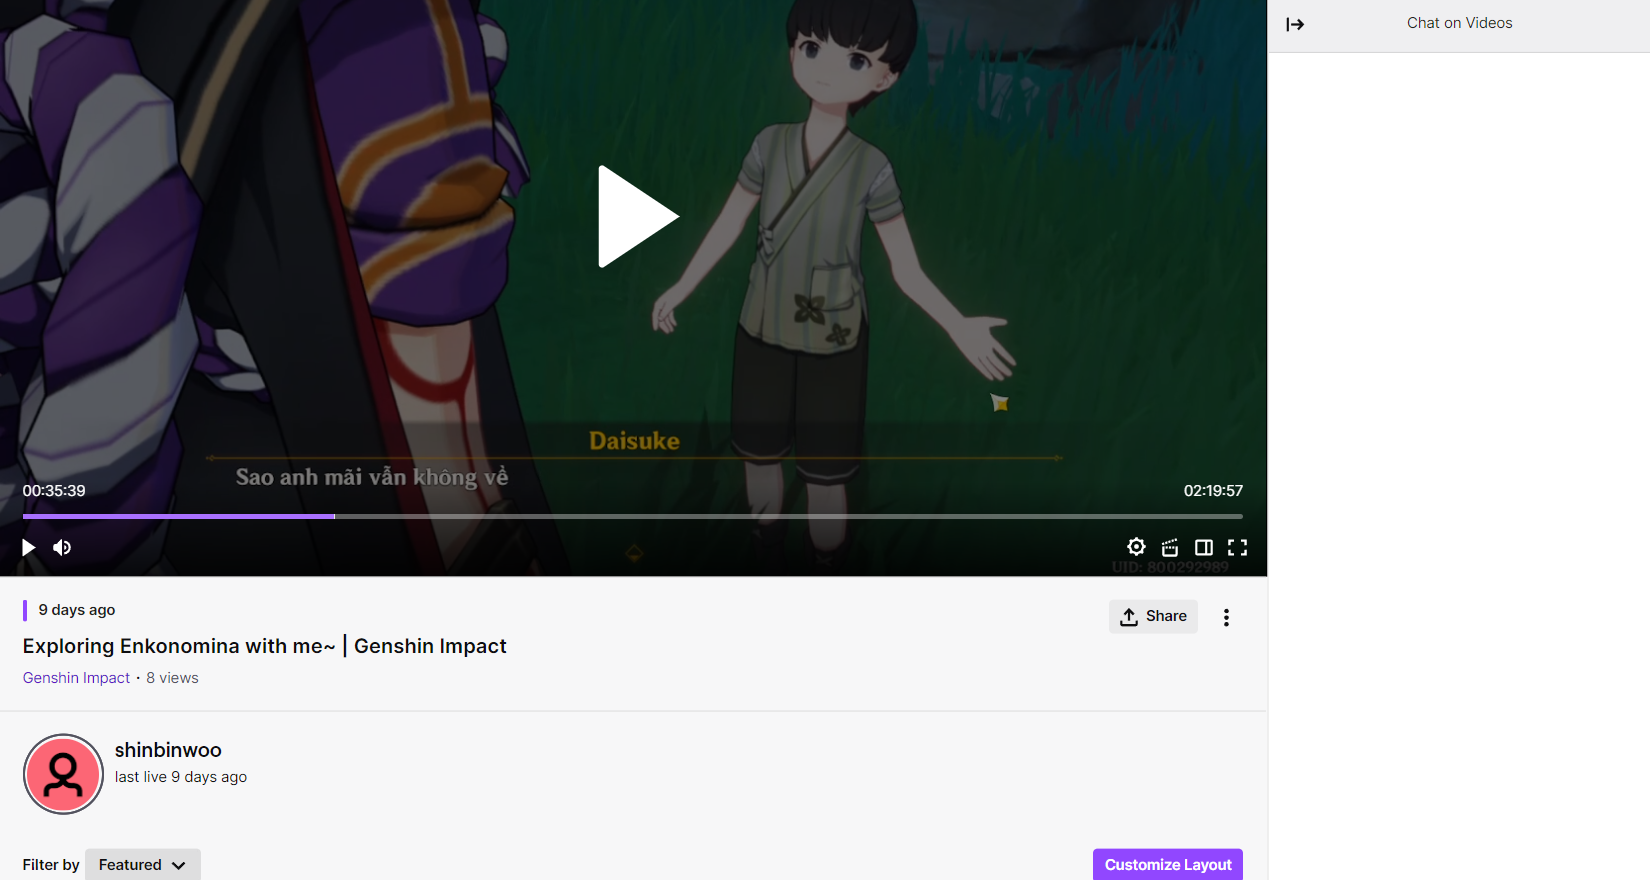 Chat on Videos
Daisuke
Sao anh mãi vẫn không về
00:35:39
02:19:57
UID: 800292989
9 days ago
Share
Exploring Enkonomina with me~ | Genshin Impact
Genshin Impact · 8 views
shinbinwoo
last live 9 days ago
Filter by Featured
Customize Layout